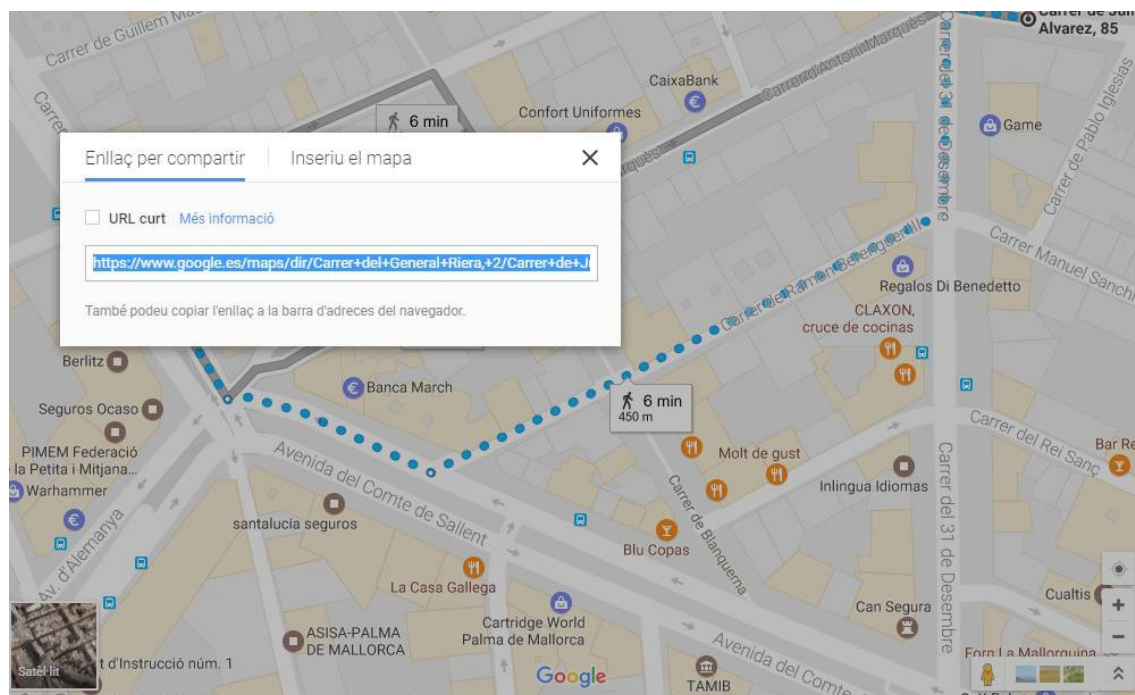 Carrer de Guillem
Carrer de
Alvarez, 85
CaixaBank
Carrer d'Antoni Marquès
Confort Uniformes
6 min
Carrer del 31 de Desembre
Game
Carrer de Pablo Iglesias
Enllaç per compartir
Inseriu el mapa
URL curt Més informació
https://www.google.es/maps/dir/Carrer+del+General+Riera,+2/Carrer+de+J
També podeu copiar l'enllaç a la barra d'adreces del navegador.
Carrer de Ramon Berenguer III
Carrer Manuel Sanch
Regalos Di Benedetto
CLAXON,
cruce de cocinas
Berlitz
Banca March
6 min
450 m
Seguros Ocaso
PIMEM Federació
la Petita i Mitjana...
Warhammer
Avenida del Comte de Sallent
Molt de gust
Carrer del Rei Sanç
Bar Re
Inlingua Idiomas
santalucía seguros
Carrer de Blanquerna
Carrer del 31 de Desembre
Blu Copas
Av. d'Alemanya
La Casa Gallega
Cualtis
Cartridge World
Palma de Mallorca
Can Segura
ASISA-PALMA
DE MALLORCA
Avenida del Comte
Forn La Mallorquina
Satèl·lit
t d'Instrucció núm. 1
Google
TAMIB